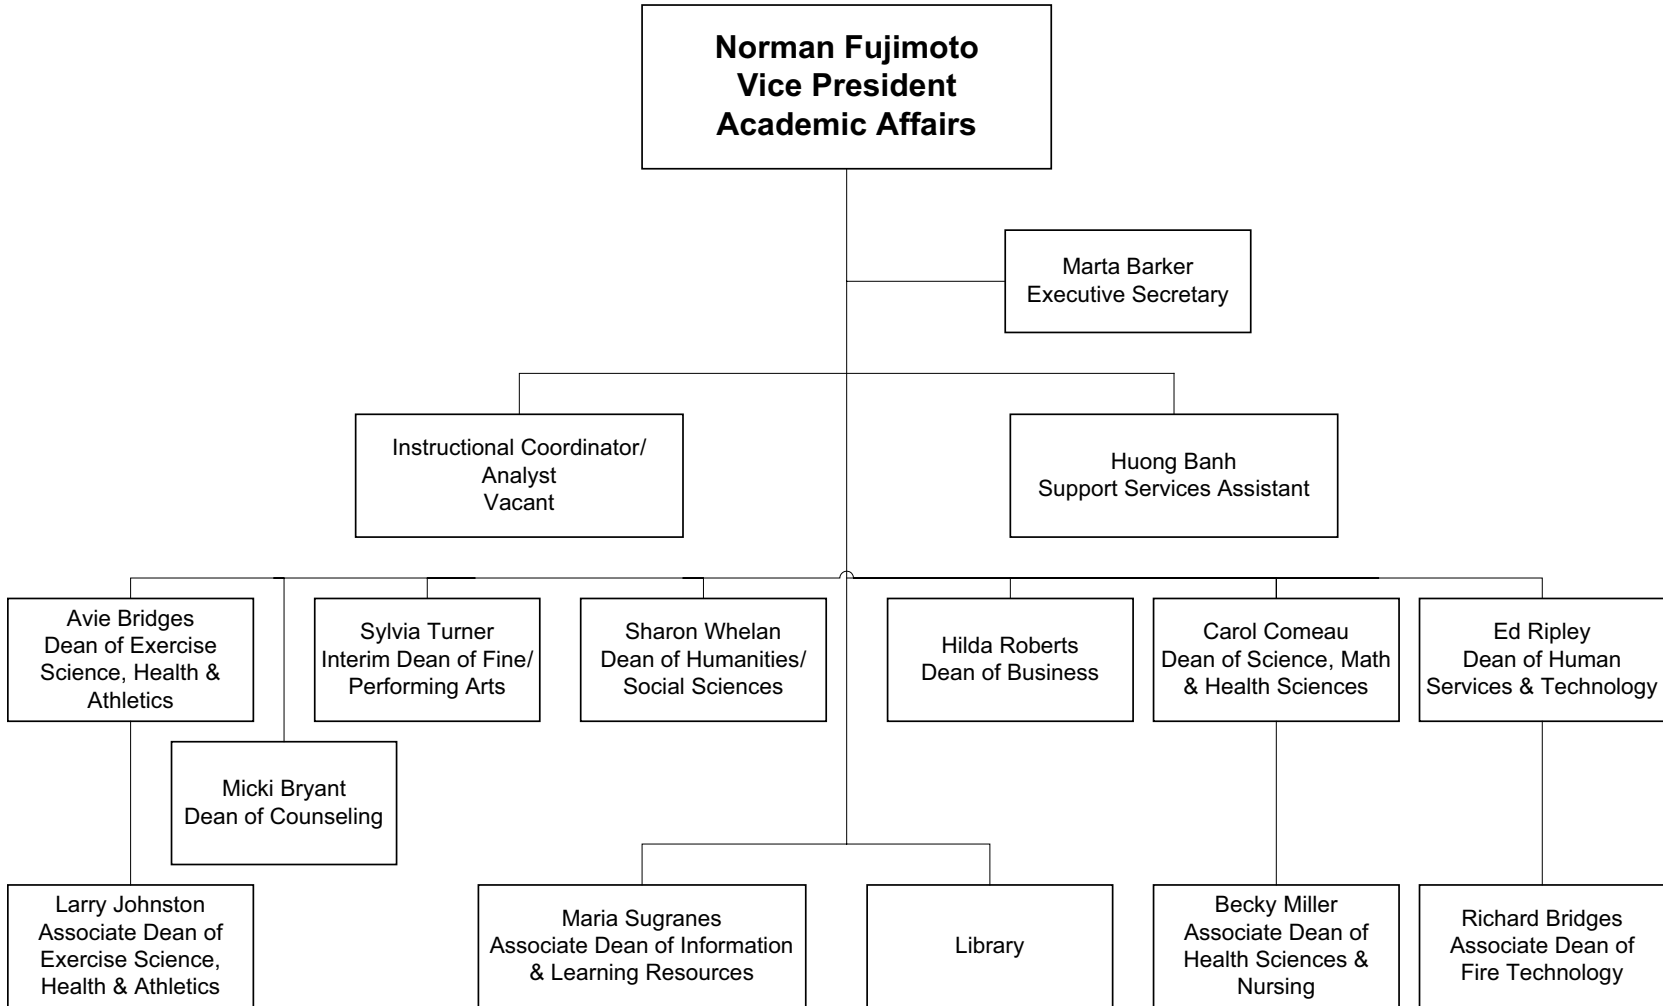 Norman Fujimoto
Vice President
Academic Affairs
Marta Barker
Executive Secretary
Instructional Coordinator/
Analyst
Vacant
Huong Banh
Support Services Assistant
Avie Bridges
Dean of Exercise
Science, Health &
Athletics
Sylvia Turner
Interim Dean of Fine/
Performing Arts
Sharon Whelan
Dean of Humanities/
Social Sciences
Hilda Roberts
Dean of Business
Carol Comeau
Dean of Science, Math
& Health Sciences
Ed Ripley
Dean of Human
Services & Technology
Micki Bryant
Dean of Counseling
Larry Johnston
Associate Dean of
Exercise Science,
Health & Athletics
Maria Sugranes
Associate Dean of Information
& Learning Resources
Library
Becky Miller
Associate Dean of
Health Sciences &
Nursing
Richard Bridges
Associate Dean of
Fire Technology